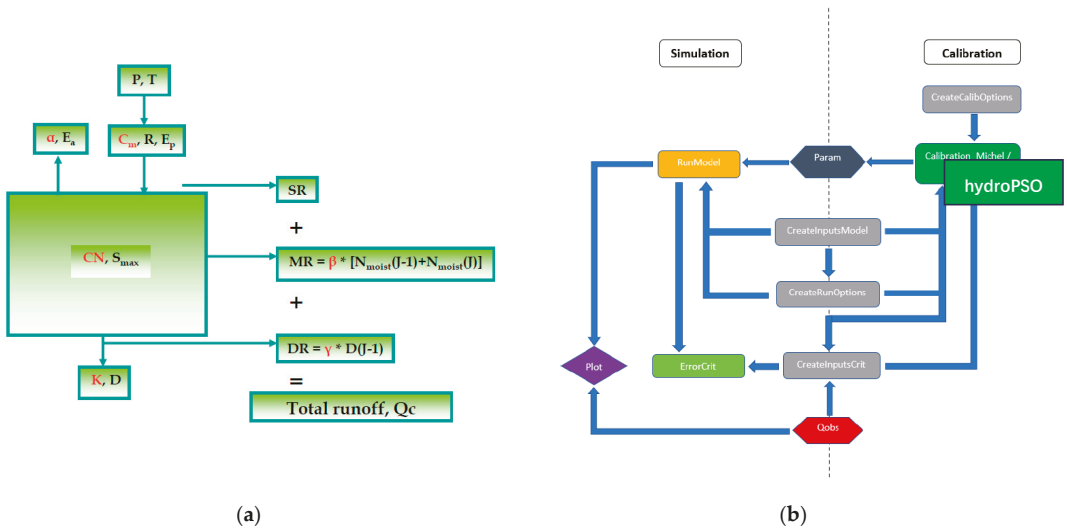 P, T
α, Eₐ
Cₘ, R, Eₚ
SR
+
CN, Sₘₐₓ
MR = β * [Nₘₒᵢₛₜ(J-1)+Nₘₒᵢₛₜ(J)]
+
DR = γ * D(J-1)
K, D
=
Total runoff, Qc
(a)
Simulation
Calibration
CreateCalibOptions
RunModel
Param
Calibration_Michel /
hydroPSO
CreateInputsModel
CreateRunOptions
Plot
ErrorCrit
CreateInputsCrit
Qobs
(b)